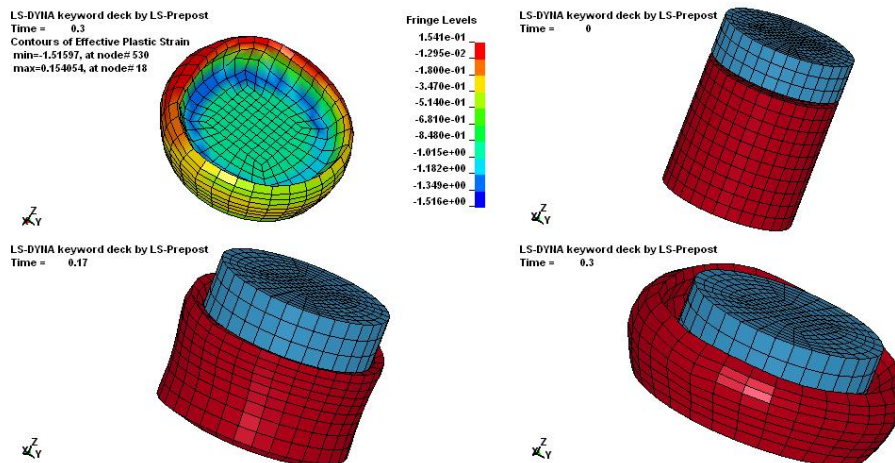 LS-DYNA keyword deck by LS-Prepost
Time = 0.3
Contours of Effective Plastic Strain
min=-1.51597, at node# 530
max=0.154054, at node# 18
Z
X Y
Fringe Levels
1.541e-01
-1.295e-02
-1.800e-01
-3.470e-01
-5.140e-01
-6.810e-01
-8.480e-01
-1.015e+00
-1.182e+00
-1.349e+00
-1.516e+00
LS-DYNA keyword deck by LS-Prepost
Time = 0
Z
X Y
LS-DYNA keyword deck by LS-Prepost
Time = 0.17
Z
X Y
LS-DYNA keyword deck by LS-Prepost
Time = 0.3
Z
X Y